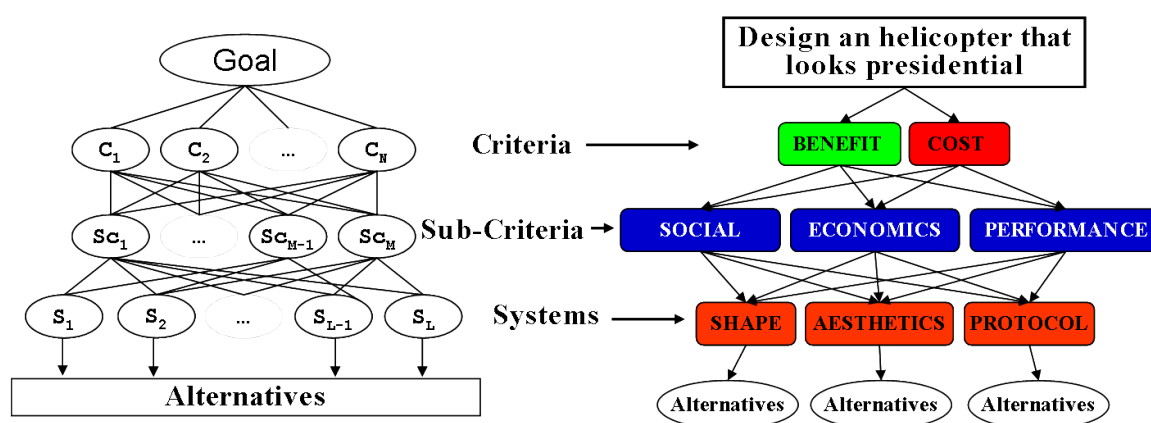 Goal
C1 C2 ... CN
Sc1 ... ScM-1 ScM
S1 S2 ... SL-1 SL
Alternatives
Design an helicopter that
looks presidential
Criteria
BENEFIT COST
Sub-Criteria
SOCIAL ECONOMICS PERFORMANCE
Systems
SHAPE AESTHETICS PROTOCOL
Alternatives Alternatives Alternatives